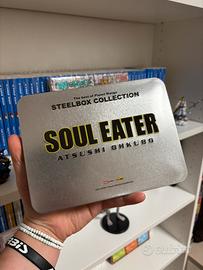 The best of Planet Manga
STEELBOX COLLECTION
SOUL EATER
ATSUSHI OHKUBO